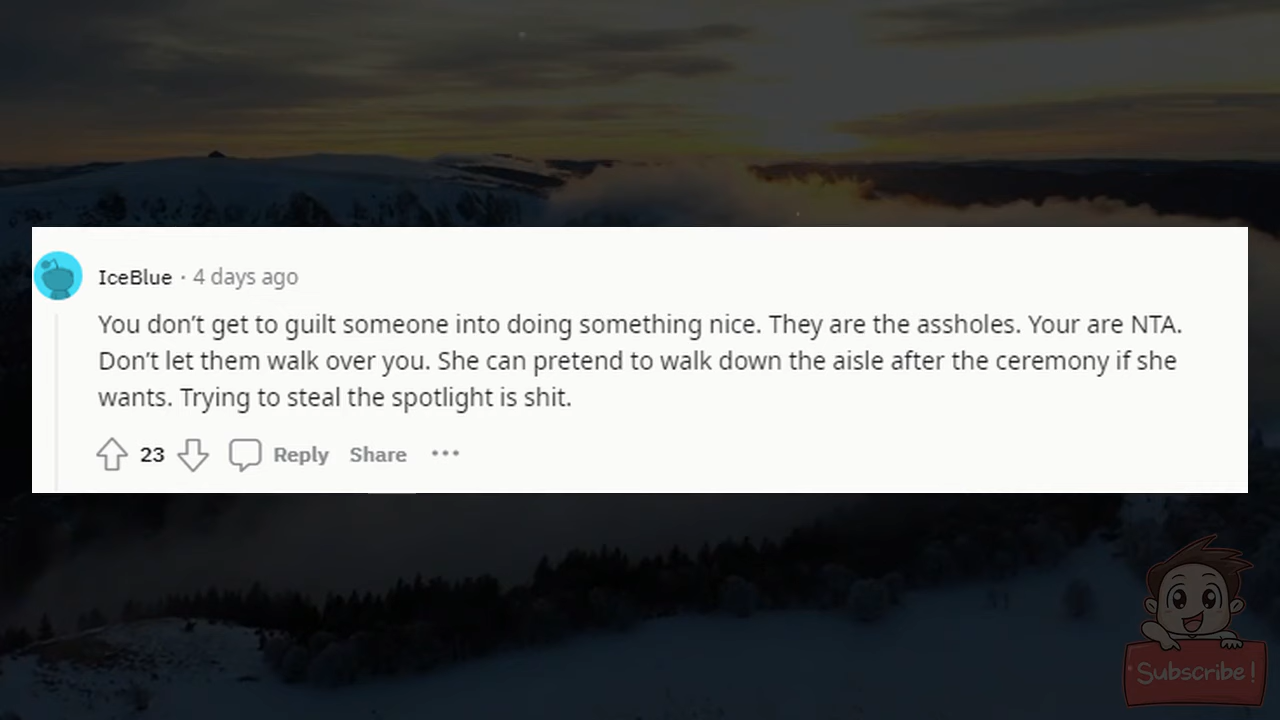 IceBlue · 4 days ago
You don’t get to guilt someone into doing something nice. They are the assholes. Your are NTA.
Don’t let them walk over you. She can pretend to walk down the aisle after the ceremony if she
wants. Trying to steal the spotlight is shit.
23 Reply Share ···
Subscribe!